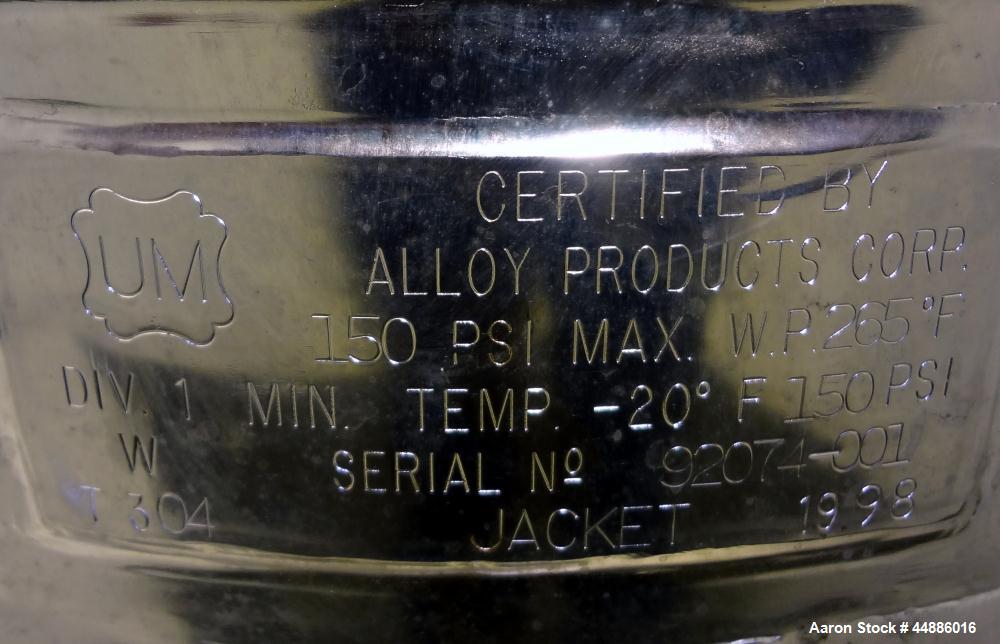 CERTIFIED BY
UM
ALLOY PRODUCTS CORP.
150 PSI MAX. W.P. 265°F
DIV. 1 MIN. TEMP. -20° F 150 PSI
W SERIAL Nº 92074-001
T 304 JACKET 1998
Aaron Stock # 44886016